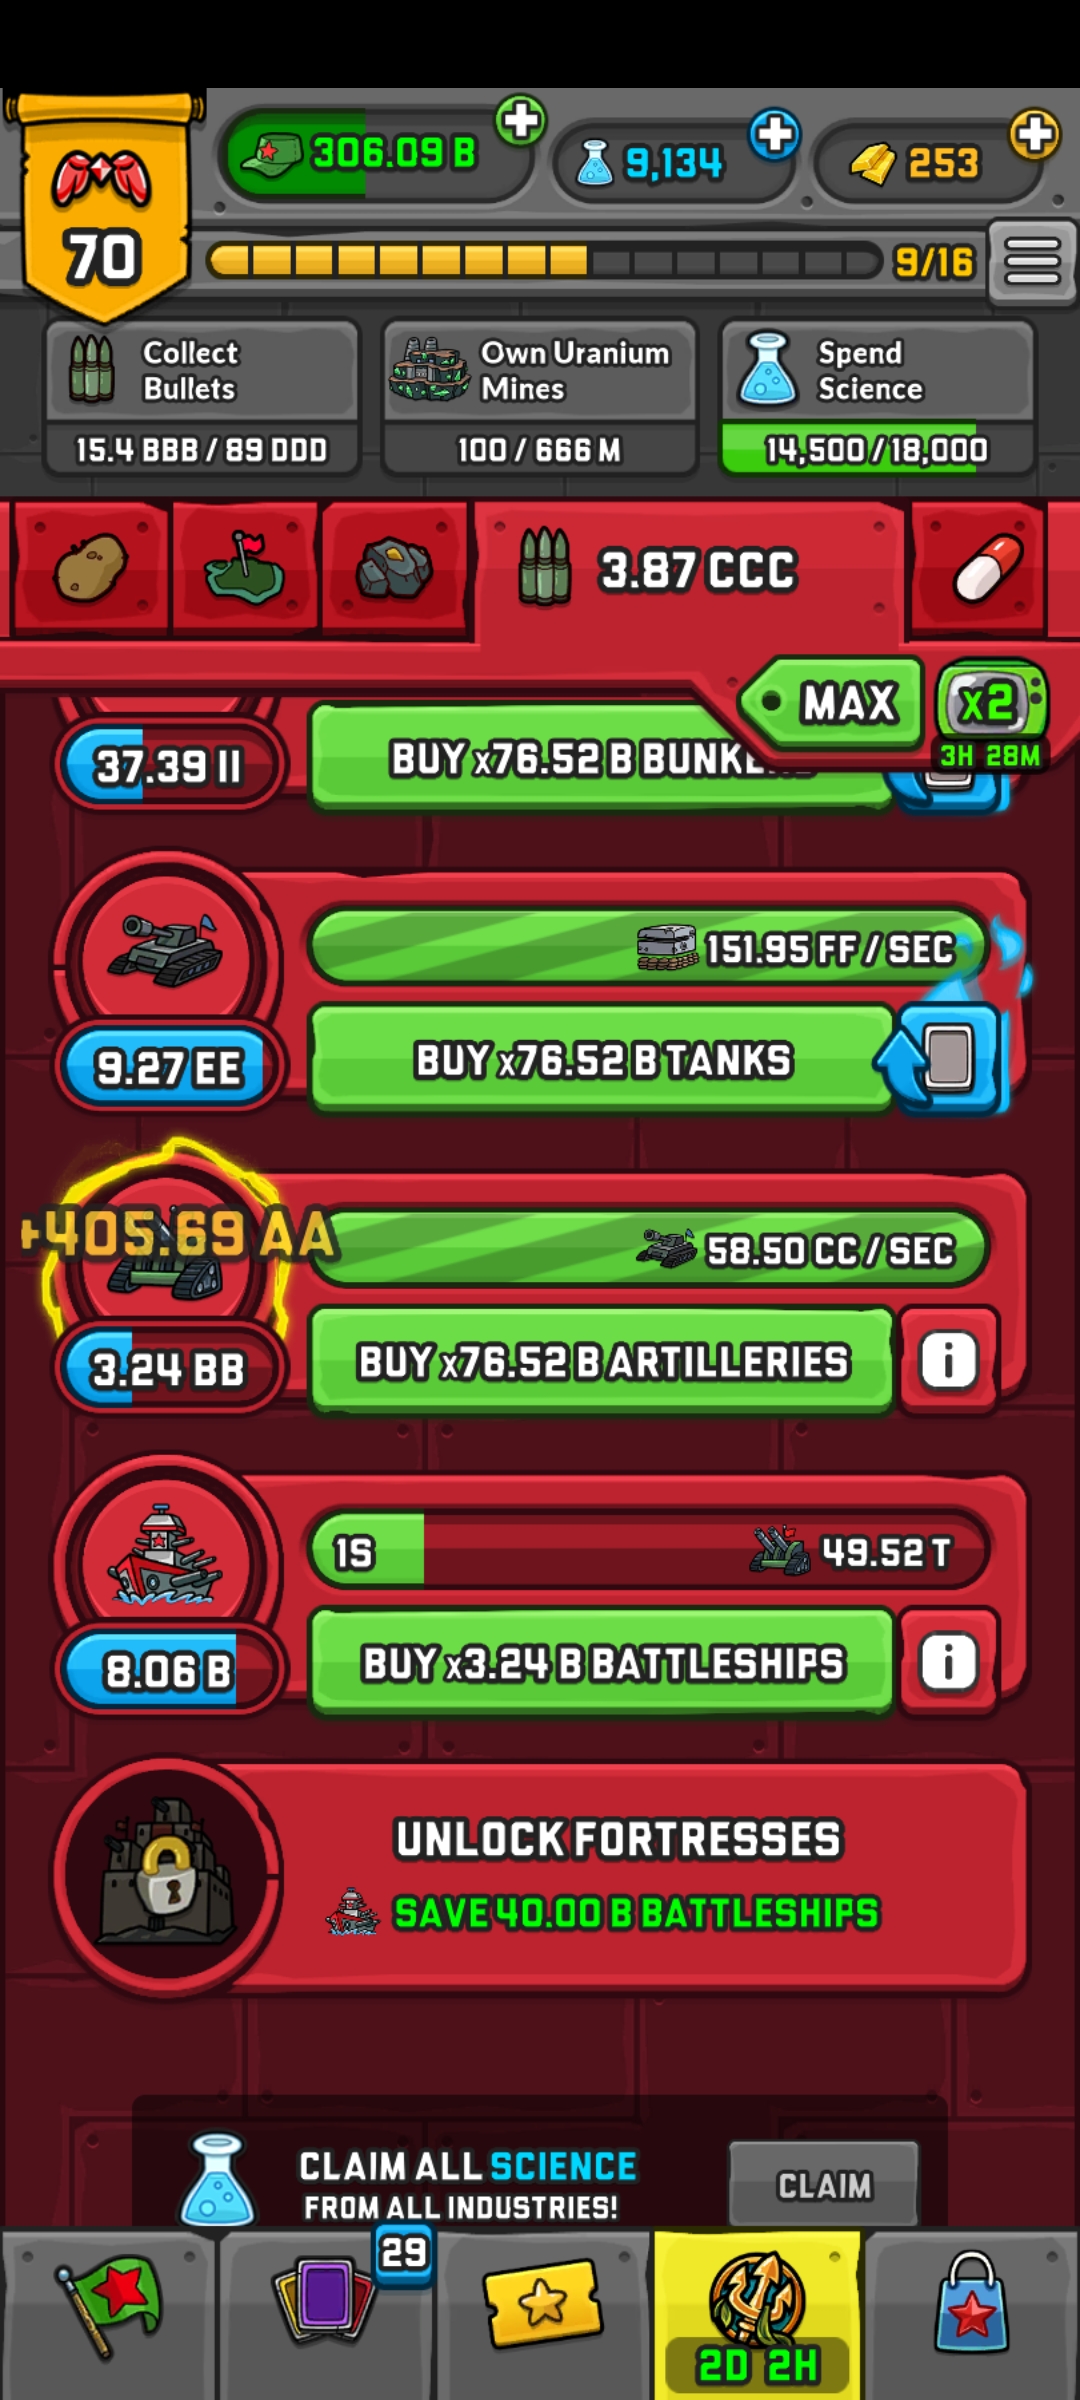 306.09 B
9,134
253
70
9/16
Collect
Bullets
15.4 BBB / 89 DDD
Own Uranium
Mines
100 / 666 M
Spend
Science
14,500 / 18,000
3.87 CCC
MAX
x2
3H 28M
37.39 II
BUY x76.52 B
151.95 FF / SEC
9.27 EE
BUY x76.52 B TANKS
+405.69 AA
58.50 CC / SEC
3.24 BB
BUY x76.52 B ARTILLERIES
i
1S
49.52 T
8.06 B
BUY x3.24 B BATTLESHIPS
i
UNLOCK FORTRESSES
SAVE 40.00 B BATTLESHIPS
CLAIM ALL SCIENCE
FROM ALL INDUSTRIES!
CLAIM
29
2D 2H